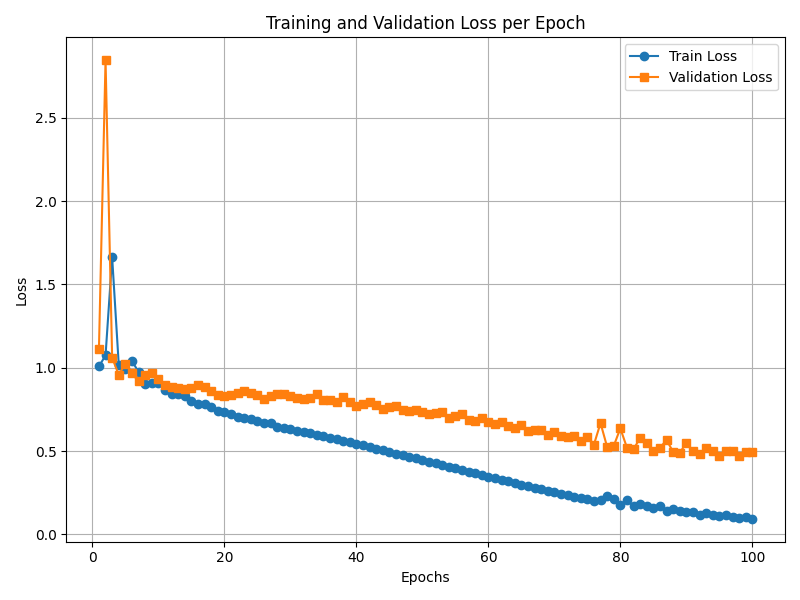 Training and Validation Loss per Epoch
Train Loss
Validation Loss
2.5
2.0
1.5
1.0
0.5
0.0
Loss
0 20 40 60 80 100
Epochs